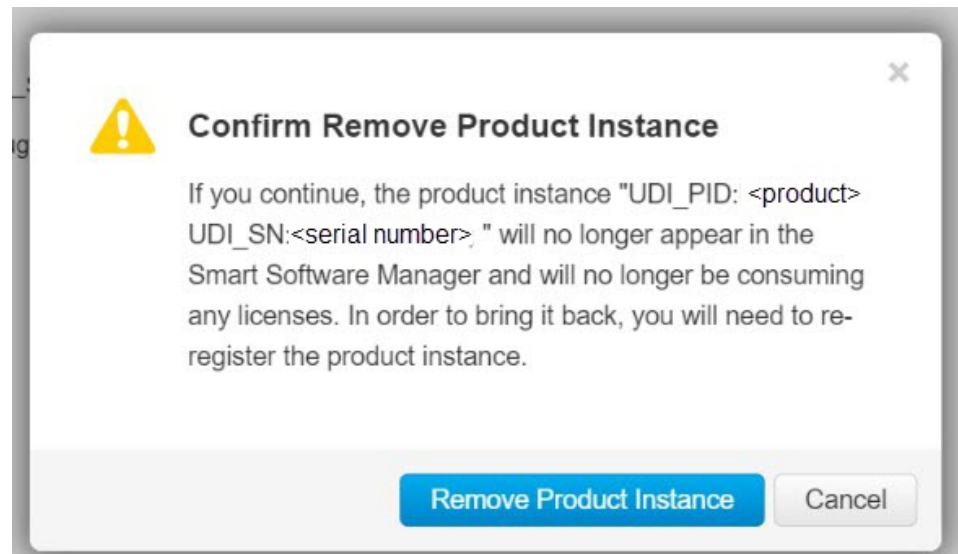 ×
Confirm Remove Product Instance
If you continue, the product instance "UDI_PID: <product>
UDI_SN:<serial number>, " will no longer appear in the
Smart Software Manager and will no longer be consuming
any licenses. In order to bring it back, you will need to re-
register the product instance.
Remove Product Instance
Cancel